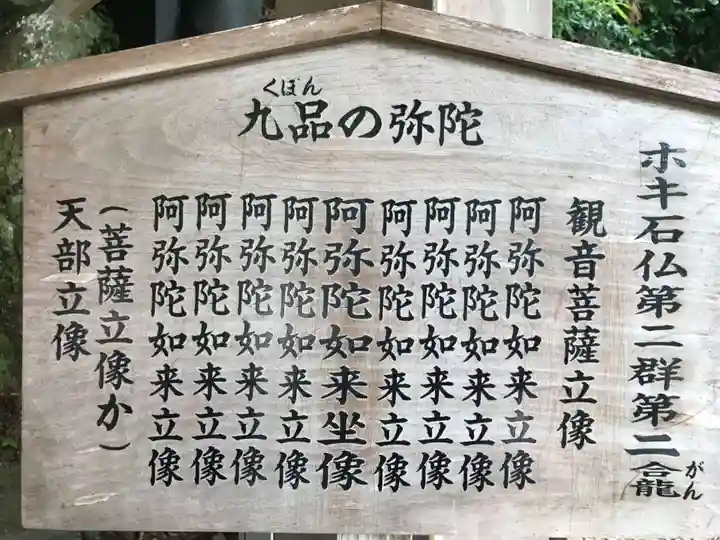 くぼん
九品の弥陀
ホキ石仏第二群第二龕
がん
観音菩薩立像
阿弥陀如来立像
阿弥陀如来立像
阿弥陀如来立像
阿弥陀如来立像
阿弥陀如来坐像
阿弥陀如来立像
阿弥陀如来立像
阿弥陀如来立像
阿弥陀如来立像
(菩薩立像か)
天部立像